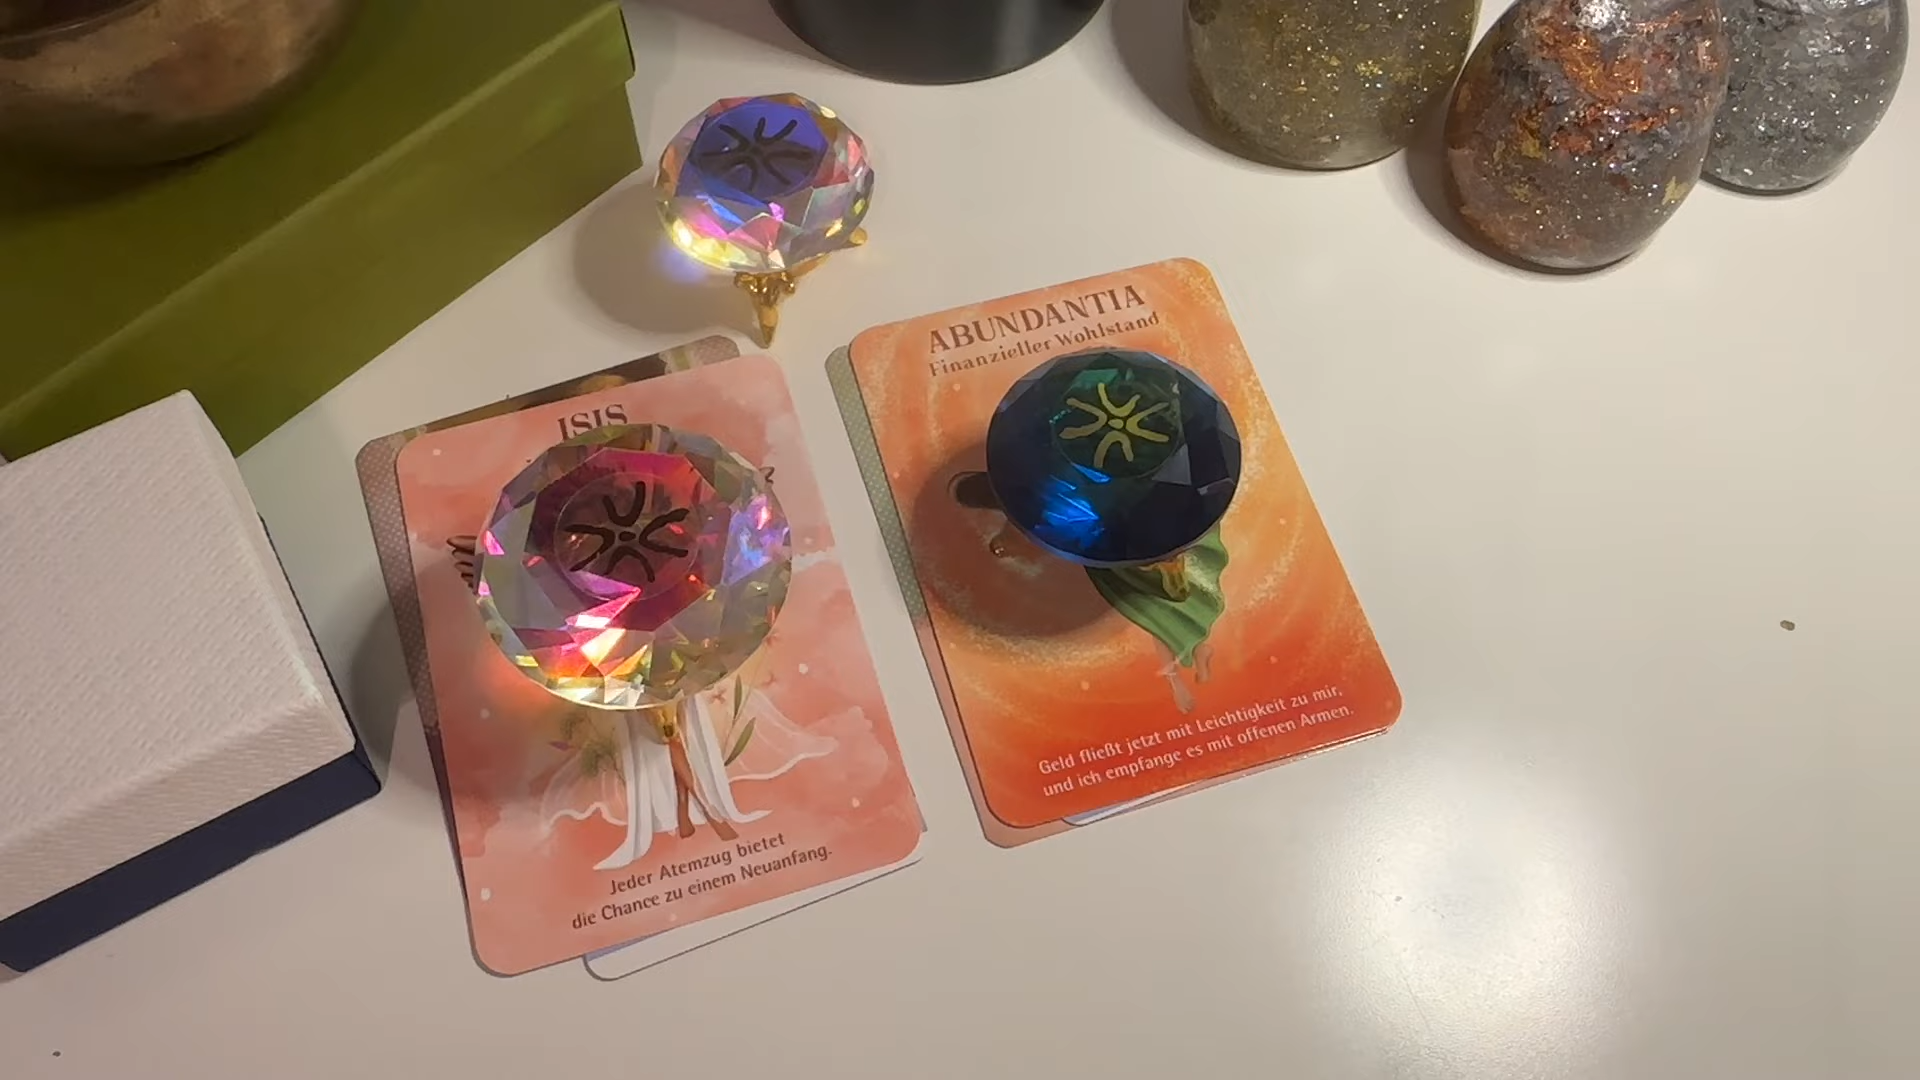 ISIS
Jeder Atemzug bietet
die Chance zu einem Neuanfang.
ABUNDANTIA
Finanzieller Wohlstand
Geld fließt jetzt mit Leichtigkeit zu mir,
und ich empfange es mit offenen Armen.